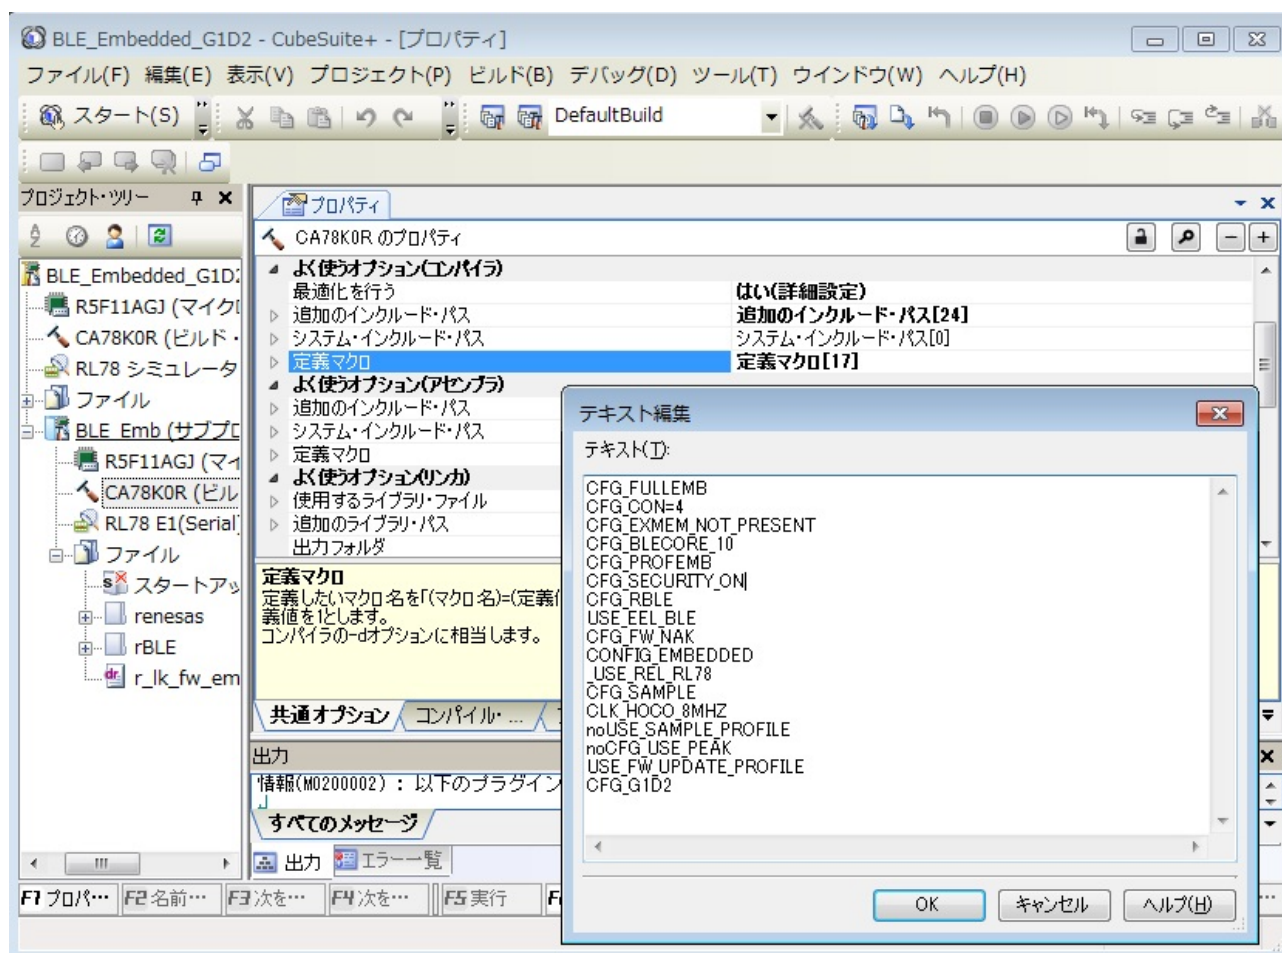 BLE_Embedded_G1D2 - CubeSuite+ - [プロパティ]
ファイル(F) 編集(E) 表示(V) プロジェクト(P) ビルド(B) デバッグ(D) ツール(T) ウインドウ(W) ヘルプ(H)
スタート(S) DefaultBuild
プロジェクト・ツリー
BLE_Embedded_G1D
R5F11AGJ (マイク
CA78K0R (ビルド・
RL78 シミュレータ
ファイル
BLE_Emb (サブプロ
R5F11AGJ (マイ
CA78K0R (ビル
RL78 E1(Serial)
ファイル
スタートアッ
renesas
rBLE
r_lk_fw_em
プロパティ
CA78K0R のプロパティ
よく使うオプション(コンパイラ)
最適化を行う はい(詳細設定)
追加のインクルード・パス 追加のインクルード・パス[24]
システム・インクルード・パス システム・インクルード・パス[0]
定義マクロ 定義マクロ[17]
よく使うオプション(アセンブラ)
追加のインクルード・パス
システム・インクルード・パス
定義マクロ
よく使うオプション(リンカ)
使用するライブラリ・ファイル
追加のライブラリ・パス
出力フォルダ
定義マクロ
定義したいマクロ名を「(マクロ名)=(定義
義値を1とします。
コンパイラの-dオプションに相当します。
共通オプション コンパイル・ ...
出力
情報(M0200002) : 以下のプラグイン
すべてのメッセージ
出力 エラー一覧
F1 プロパ… F2 名前… F3 次を… F4 次を… F5 実行
テキスト編集
テキスト(T):
CFG_FULLEMB
CFG_CON=4
CFG_EXMEM_NOT_PRESENT
CFG_BLECORE_10
CFG_PROFEMB
CFG_SECURITY_ON
CFG_RBLE
USE_EEL_BLE
CFG_FW_NAK
CONFIG_EMBEDDED
_USE_REL_RL78
CFG_SAMPLE
CLK_HOCO_8MHZ
noUSE_SAMPLE_PROFILE
noCFG_USE_PEAK
USE_FW_UPDATE_PROFILE
CFG_G1D2
OK キャンセル ヘルプ(H)